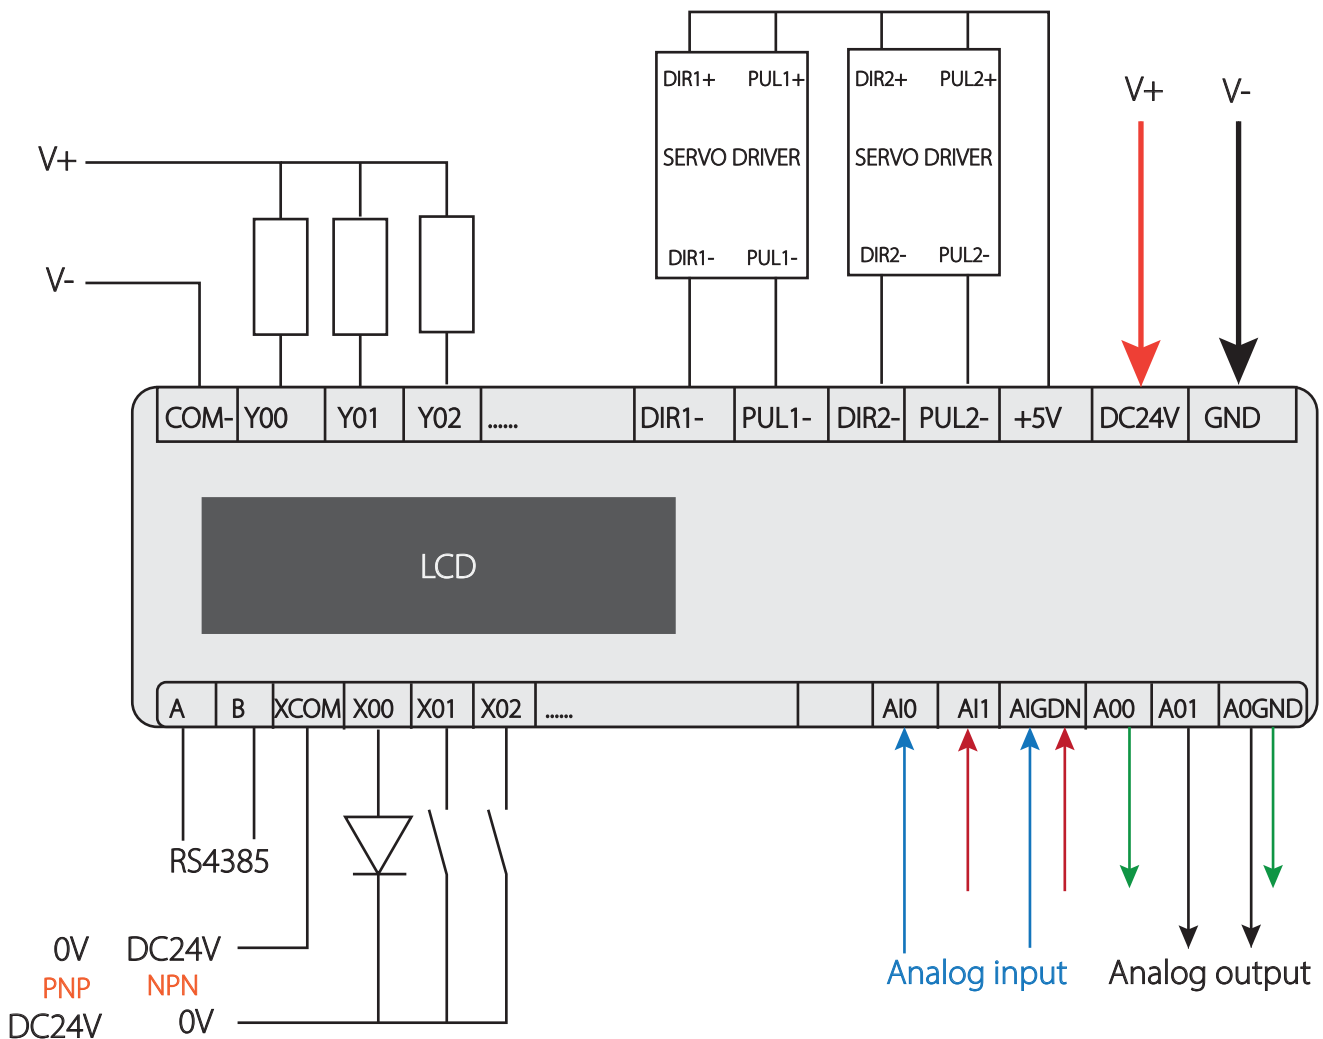 V+ V-
DIR1+ PUL1+ DIR2+ PUL2+
V+
SERVO DRIVER SERVO DRIVER
DIR1- PUL1- DIR2- PUL2-
V-
COM- Y00 Y01 Y02 ...... DIR1- PUL1- DIR2- PUL2- +5V DC24V GND
LCD
A B XCOM X00 X01 X02 ...... AI0 AI1 AIGDN A00 A01 A0GND
RS4385
0V DC24V
PNP NPN
DC24V 0V
Analog input Analog output